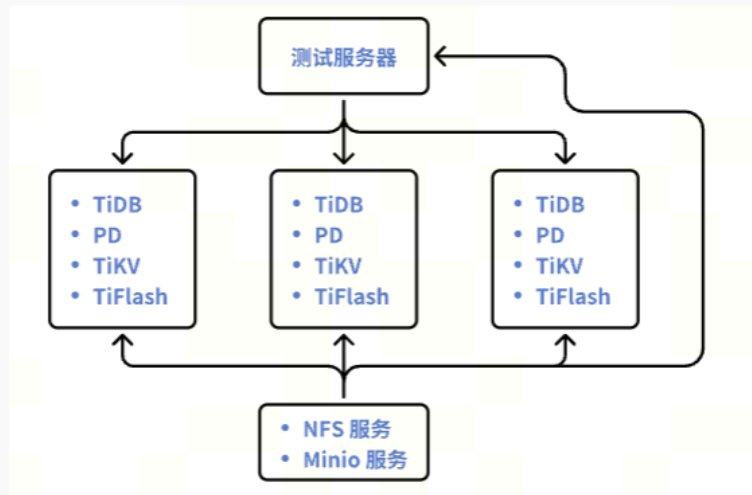 测试服务器
• TiDB
• PD
• TiKV
• TiFlash
• TiDB
• PD
• TiKV
• TiFlash
• TiDB
• PD
• TiKV
• TiFlash
• NFS 服务
• Minio 服务